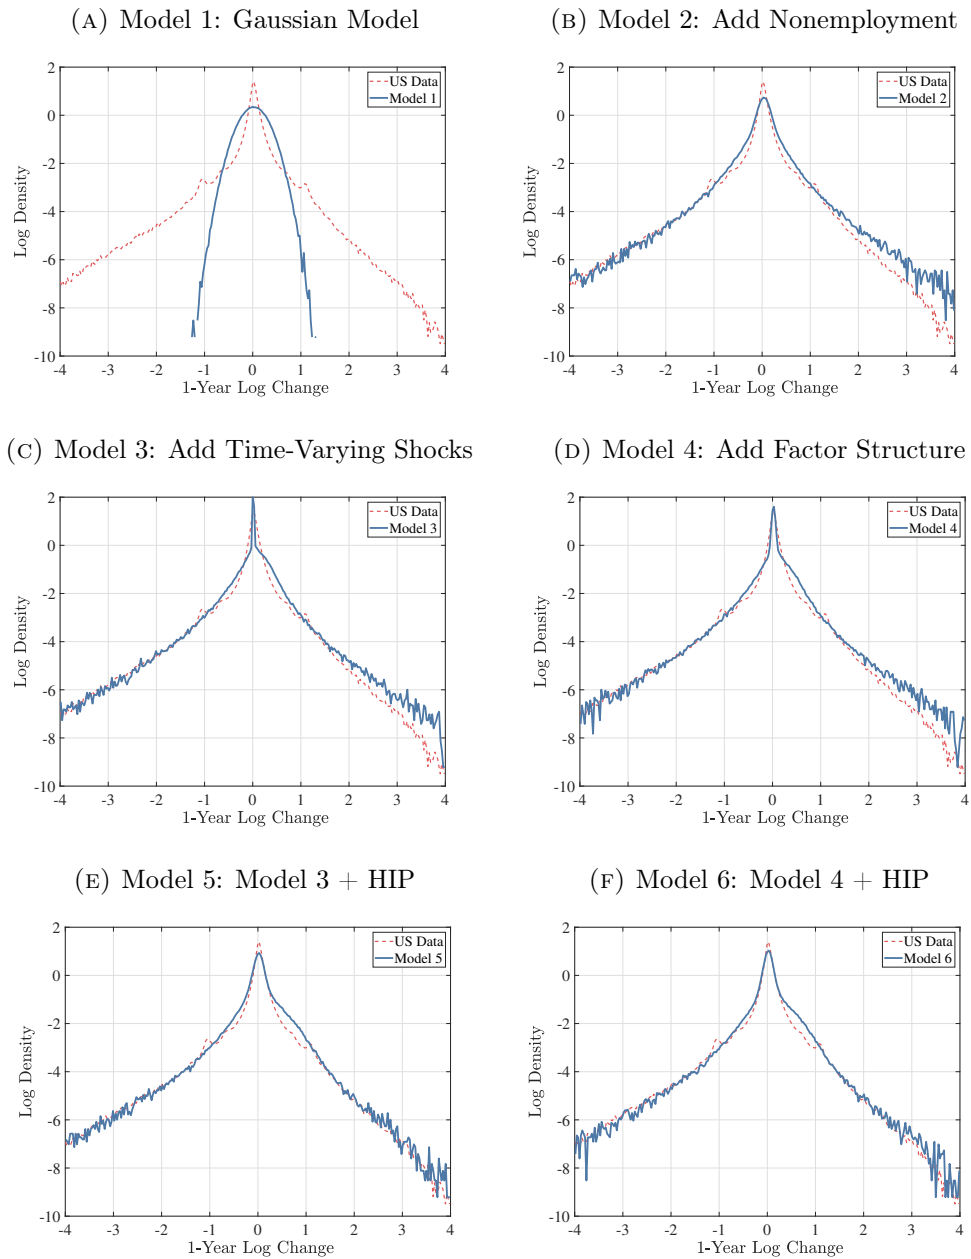 (A) Model 1: Gaussian Model
(B) Model 2: Add Nonemployment
2
0
-2
-4
-6
-8
-10
-4 -3 -2 -1 0 1 2 3 4
Log Density
1-Year Log Change
US Data
Model 1
2
0
-2
-4
-6
-8
-10
-4 -3 -2 -1 0 1 2 3 4
Log Density
1-Year Log Change
US Data
Model 2
(C) Model 3: Add Time-Varying Shocks
(D) Model 4: Add Factor Structure
2
0
-2
-4
-6
-8
-10
-4 -3 -2 -1 0 1 2 3 4
Log Density
1-Year Log Change
US Data
Model 3
2
0
-2
-4
-6
-8
-10
-4 -3 -2 -1 0 1 2 3 4
Log Density
1-Year Log Change
US Data
Model 4
(E) Model 5: Model 3 + HIP
(F) Model 6: Model 4 + HIP
2
0
-2
-4
-6
-8
-10
-4 -3 -2 -1 0 1 2 3 4
Log Density
1-Year Log Change
US Data
Model 5
2
0
-2
-4
-6
-8
-10
-4 -3 -2 -1 0 1 2 3 4
Log Density
1-Year Log Change
US Data
Model 6